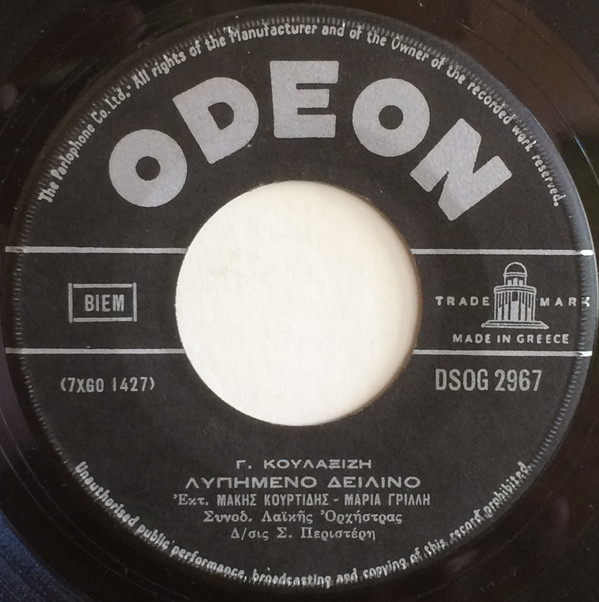 The Parlophone Co. Ltd.- All rights of the Manufacturer and of the Owner of the recorded work reserved.
ODEON
BIEM
TRADE MARK
MADE IN GREECE
(7XGO 1427)
DSOG 2967
Γ. ΚΟΥΛΑΞΙΖΗ
ΛΥΠΗΜΕΝΟ ΔΕΙΛΙΝΟ
Ἐκτ. ΜΑΚΗΣ ΚΟΥΡΤΙΔΗΣ - ΜΑΡΙΑ ΓΡΙΛΛΗ
Συνοδ. Λαϊκῆς Ὀρχήστρας
Δ/σις Σ. Περιστέρη
Unauthorised public performance, broadcasting and copying of this record prohibited.